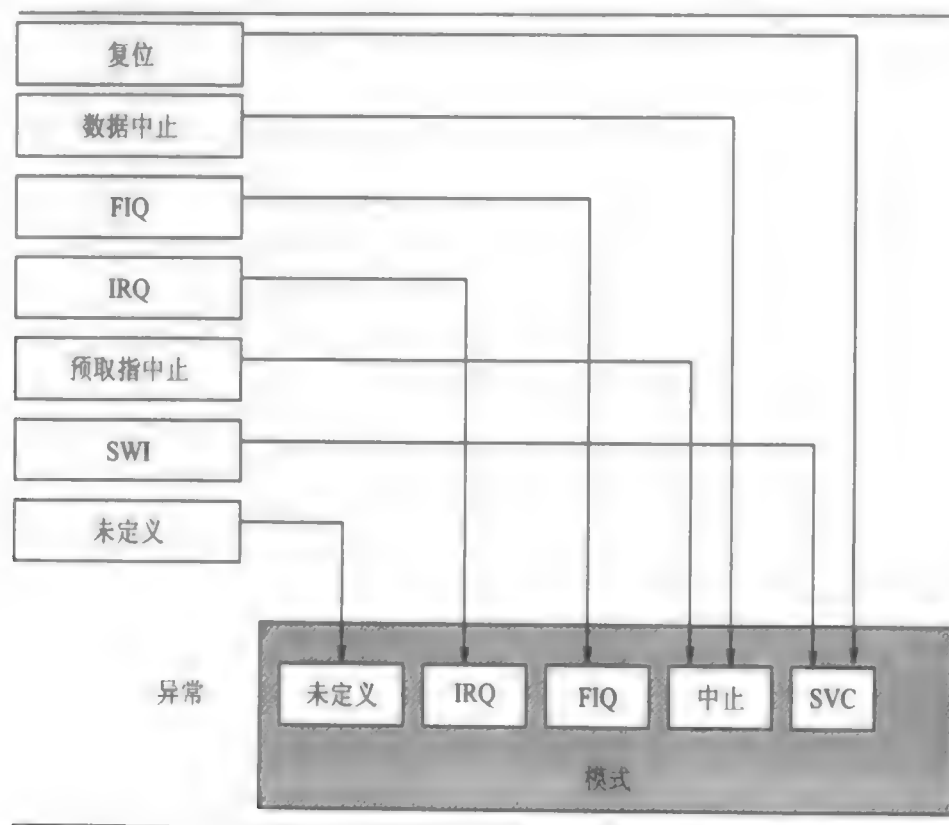 复位
数据中止
FIQ
IRQ
预取指中止
SWI
未定义
异常
未定义
IRQ
FIQ
中止
SVC
模式